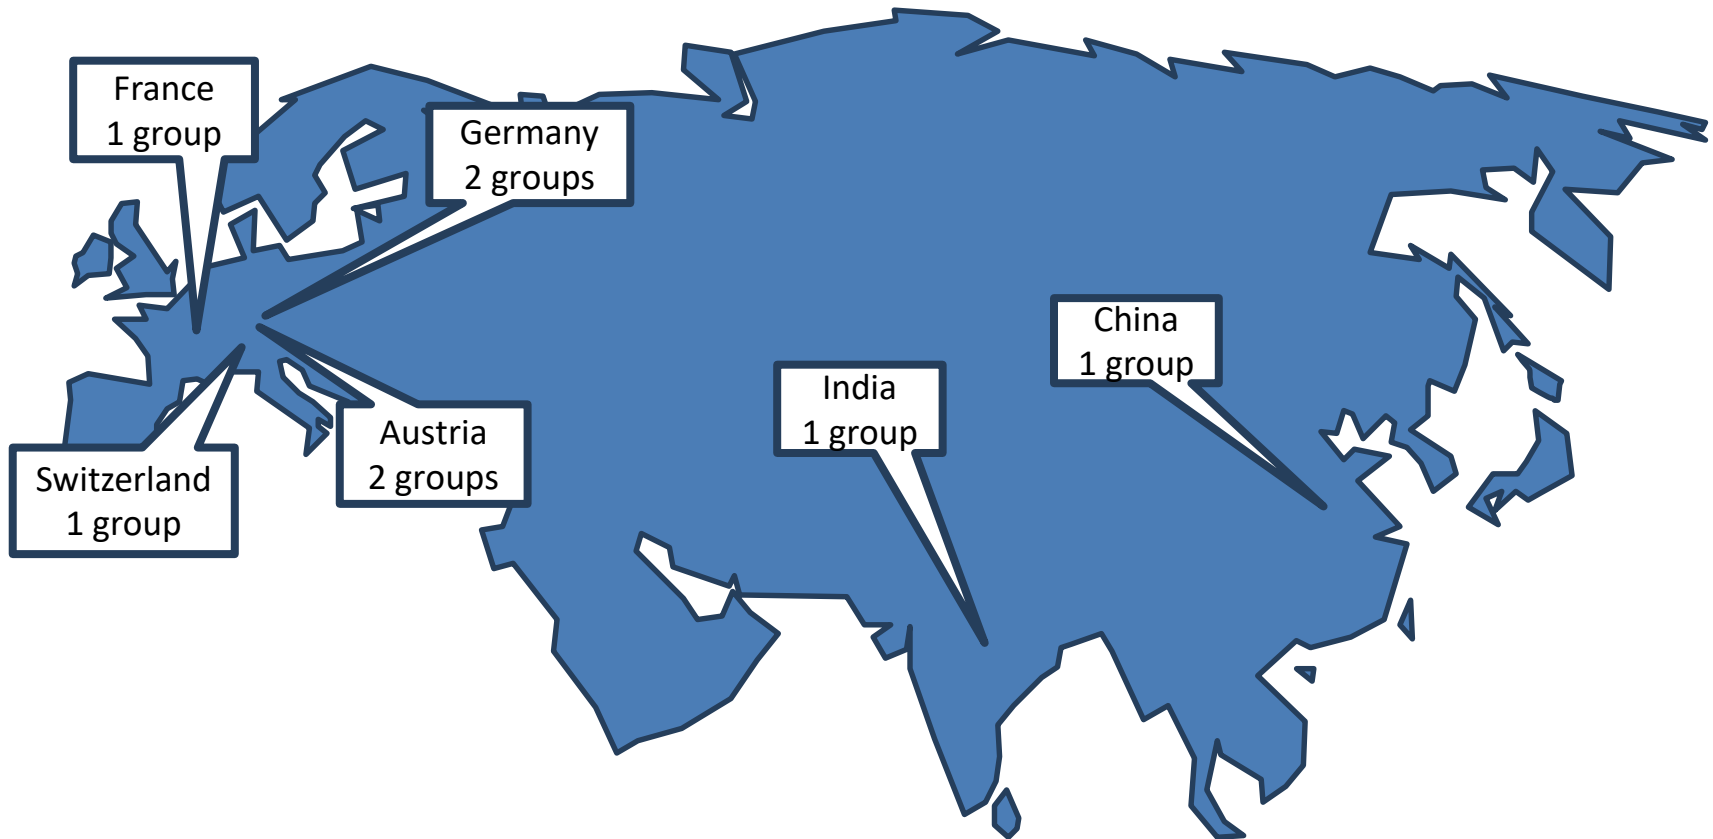 France
1 group
Germany
2 groups
China
1 group
India
1 group
Austria
2 groups
Switzerland
1 group